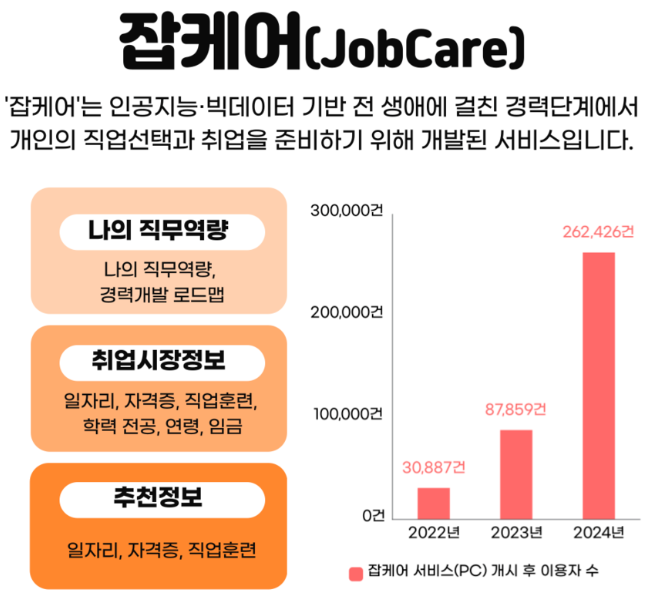 잡케어(JobCare)
'잡케어'는 인공지능·빅데이터 기반 전 생애에 걸친 경력단계에서
개인의 직업선택과 취업을 준비하기 위해 개발된 서비스입니다.
나의 직무역량
나의 직무역량,
경력개발 로드맵
취업시장정보
일자리, 자격증, 직업훈련,
학력 전공, 연령, 임금
추천정보
일자리, 자격증, 직업훈련
300,000건
200,000건
100,000건
0건
30,887건
87,859건
262,426건
2022년
2023년
2024년
잡케어 서비스(PC) 개시 후 이용자 수